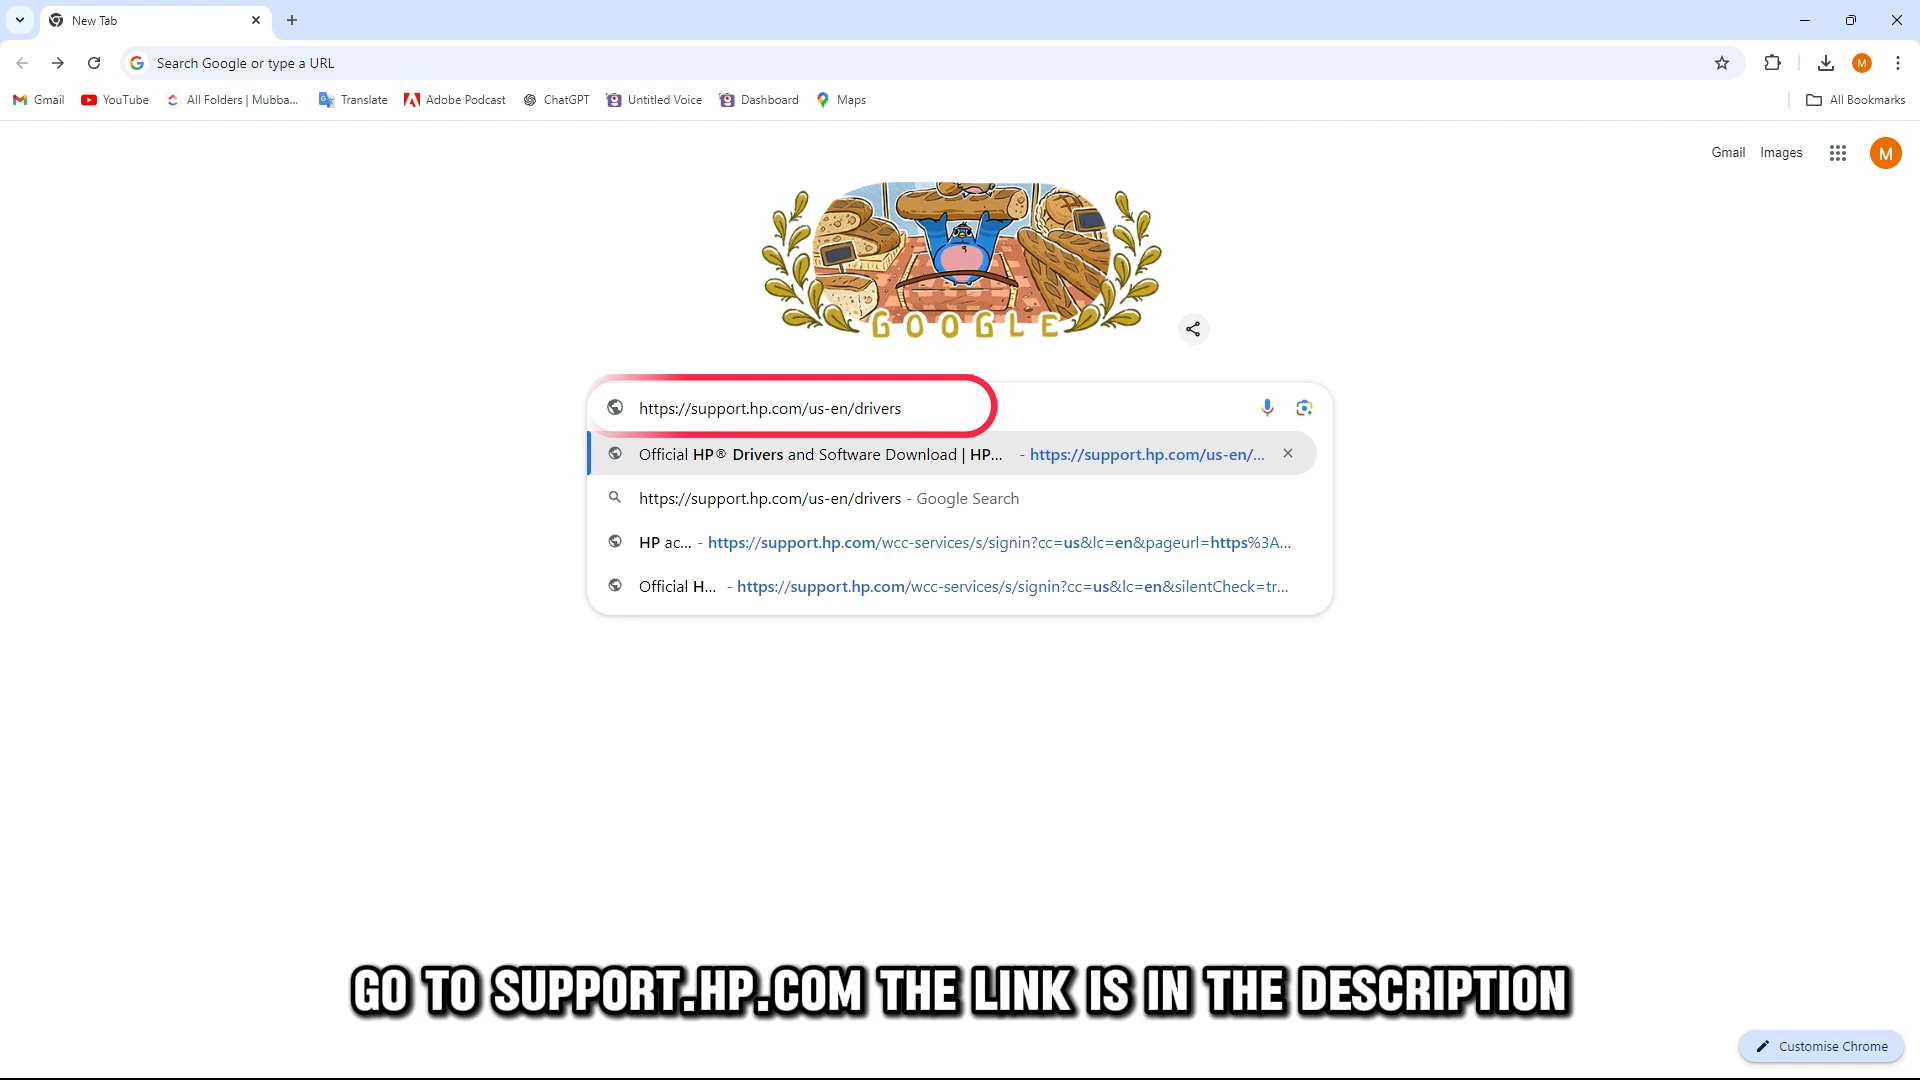 New Tab
Search Google or type a URL
Gmail YouTube All Folders | Mubba... Translate Adobe Podcast ChatGPT Untitled Voice Dashboard Maps All Bookmarks
M
Gmail Images M
GOOGLE
https://support.hp.com/us-en/drivers
Official HP® Drivers and Software Download | HP... - https://support.hp.com/us-en/...
https://support.hp.com/us-en/drivers - Google Search
HP ac... - https://support.hp.com/wcc-services/s/signin?cc=us&lc=en&pageurl=https%3A...
Official H... - https://support.hp.com/wcc-services/s/signin?cc=us&lc=en&silentCheck=tr...
GO TO SUPPORT.HP.COM THE LINK IS IN THE DESCRIPTION
Customise Chrome